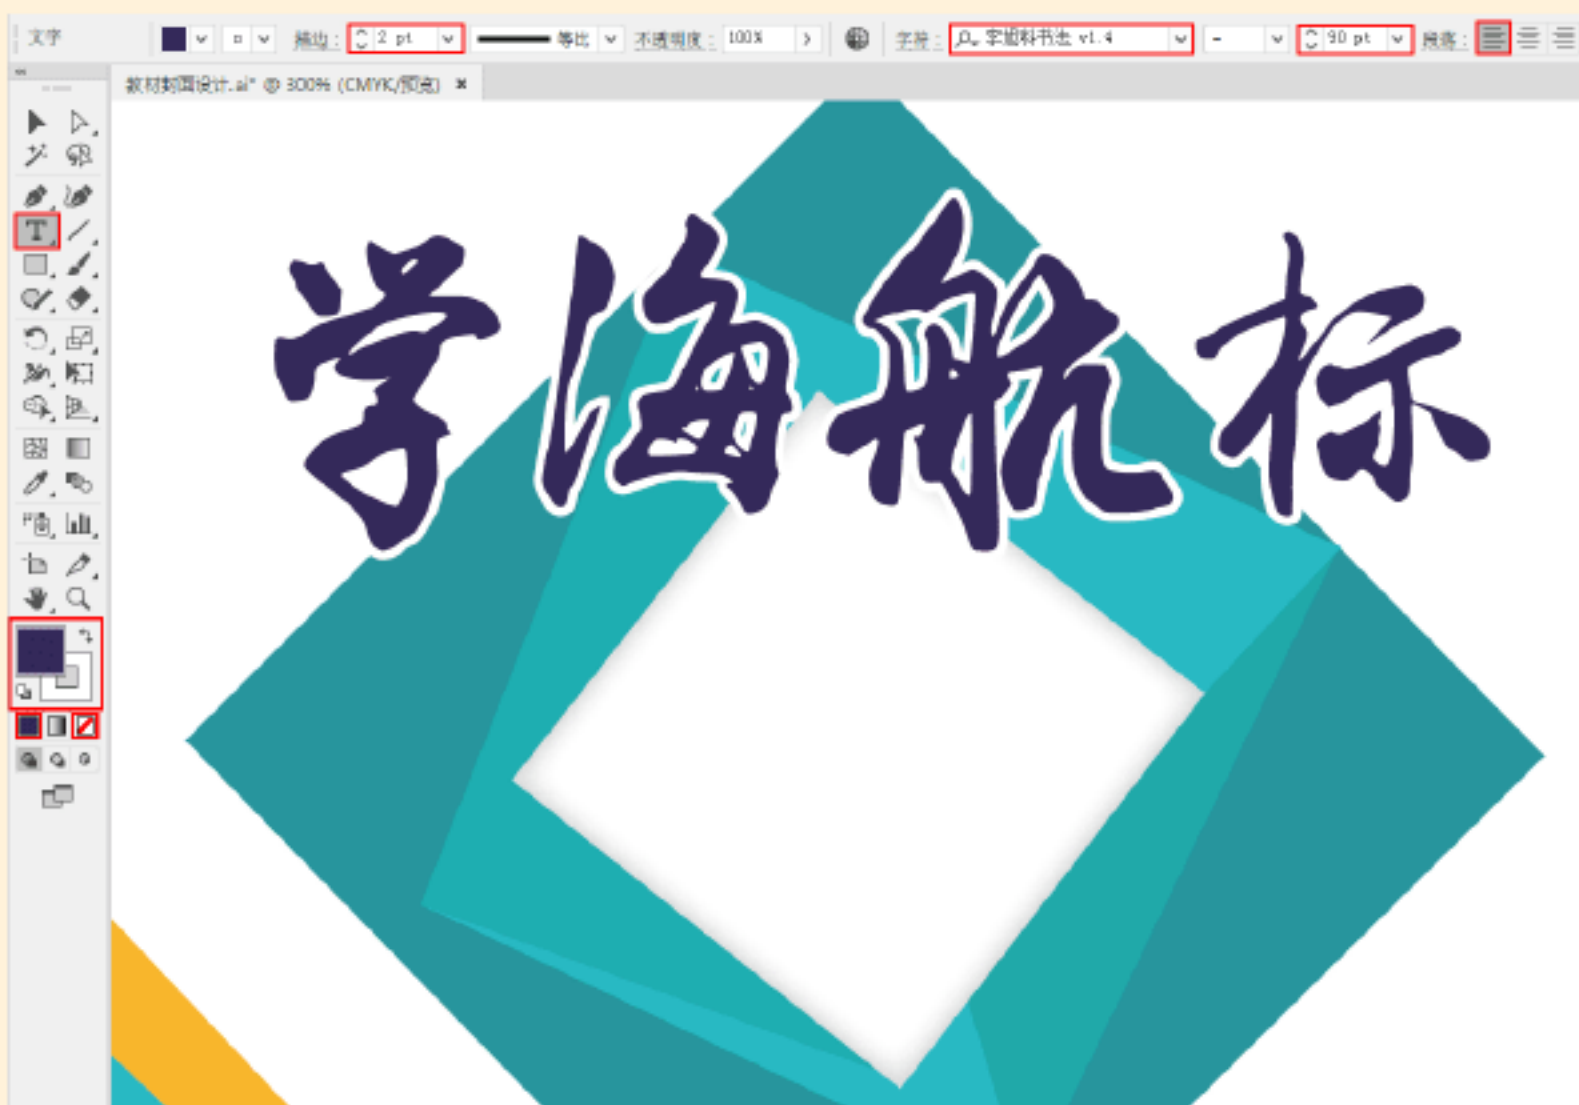 文字 描边: 2 pt 等比 不透明度: 100% 字符: 李旭科书法 v1.4 - 90 pt 段落:
教材封面设计.ai* @ 300% (CMYK/预览) ×
学海航标